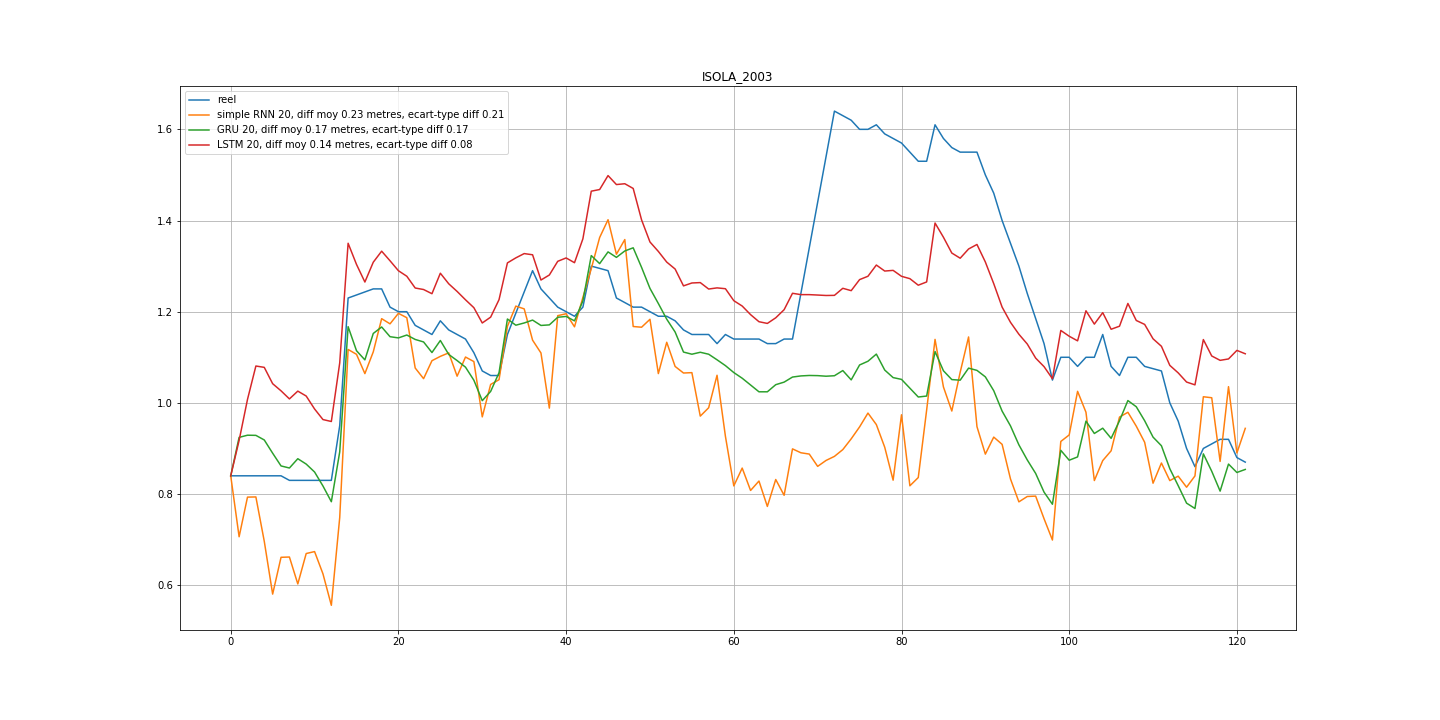 ISOLA_2003
reel
simple RNN 20, diff moy 0.23 metres, ecart-type diff 0.21
GRU 20, diff moy 0.17 metres, ecart-type diff 0.17
LSTM 20, diff moy 0.14 metres, ecart-type diff 0.08
1.6
1.4
1.2
1.0
0.8
0.6
0 20 40 60 80 100 120